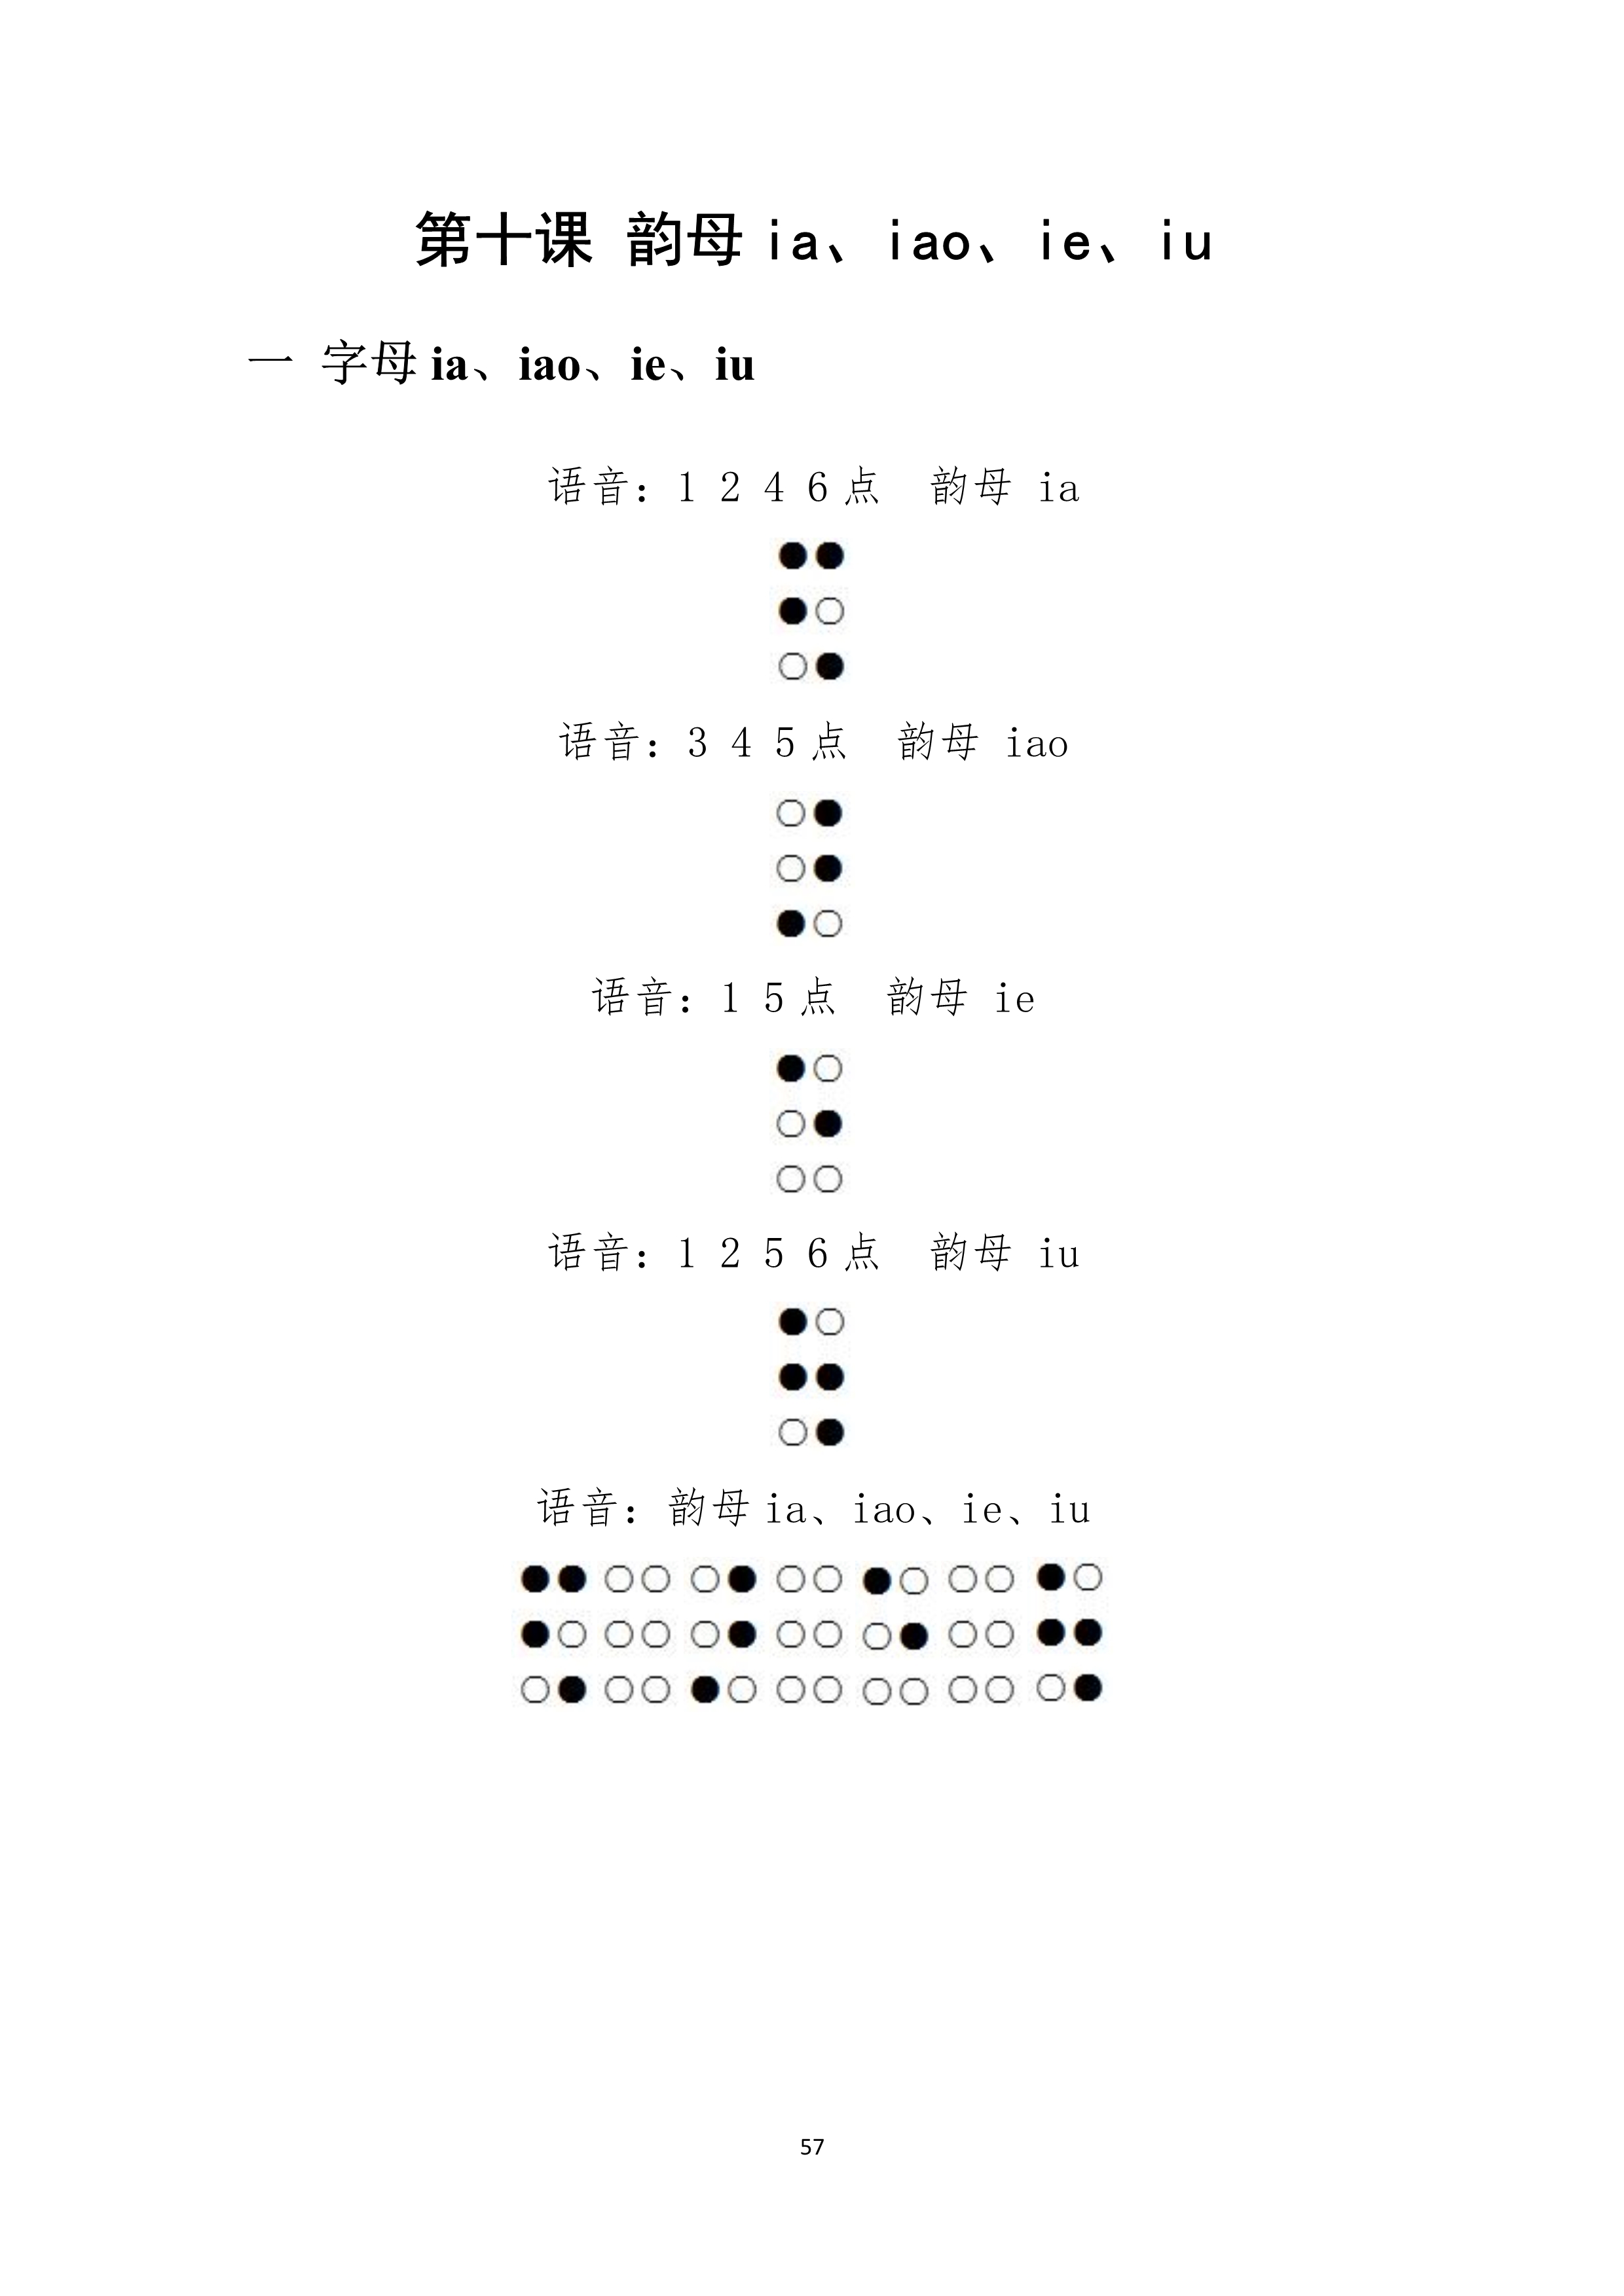 第十课 韵母 ia、iao、ie、iu
一 字母 ia、iao、ie、iu
语音：1 2 4 6 点 韵母 ia
●●
●○
○●
语音：3 4 5 点 韵母 iao
○●
○●
●○
语音：1 5 点 韵母 ie
●○
○●
○○
语音：1 2 5 6 点 韵母 iu
●○
●●
○●
语音：韵母 ia、iao、ie、iu
●● ○○ ○● ○○ ●○ ○○ ●○
●○ ○○ ○● ○○ ○● ○○ ●●
○● ○○ ●○ ○○ ○○ ○○ ○●
57